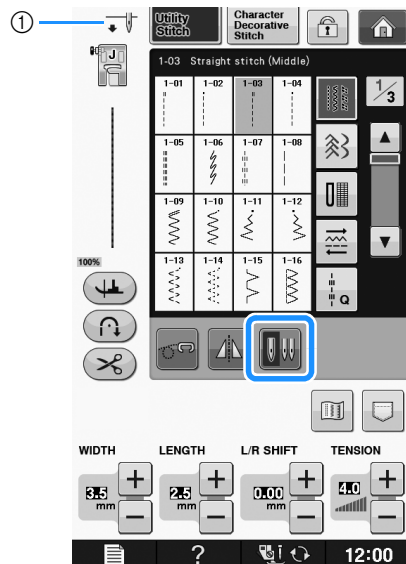 ①
Utility Stitch
Character Decorative Stitch
J
1-03 Straight stitch (Middle)
1/3
1-01 1-02 1-03 1-04
1-05 1-06 1-07 1-08
1-09 1-10 1-11 1-12
1-13 1-14 1-15 1-16
Q
100%
WIDTH LENGTH L/R SHIFT TENSION
3.5 mm + − 2.5 mm + − 0.00 mm + − 4.0 + −
? 12:00